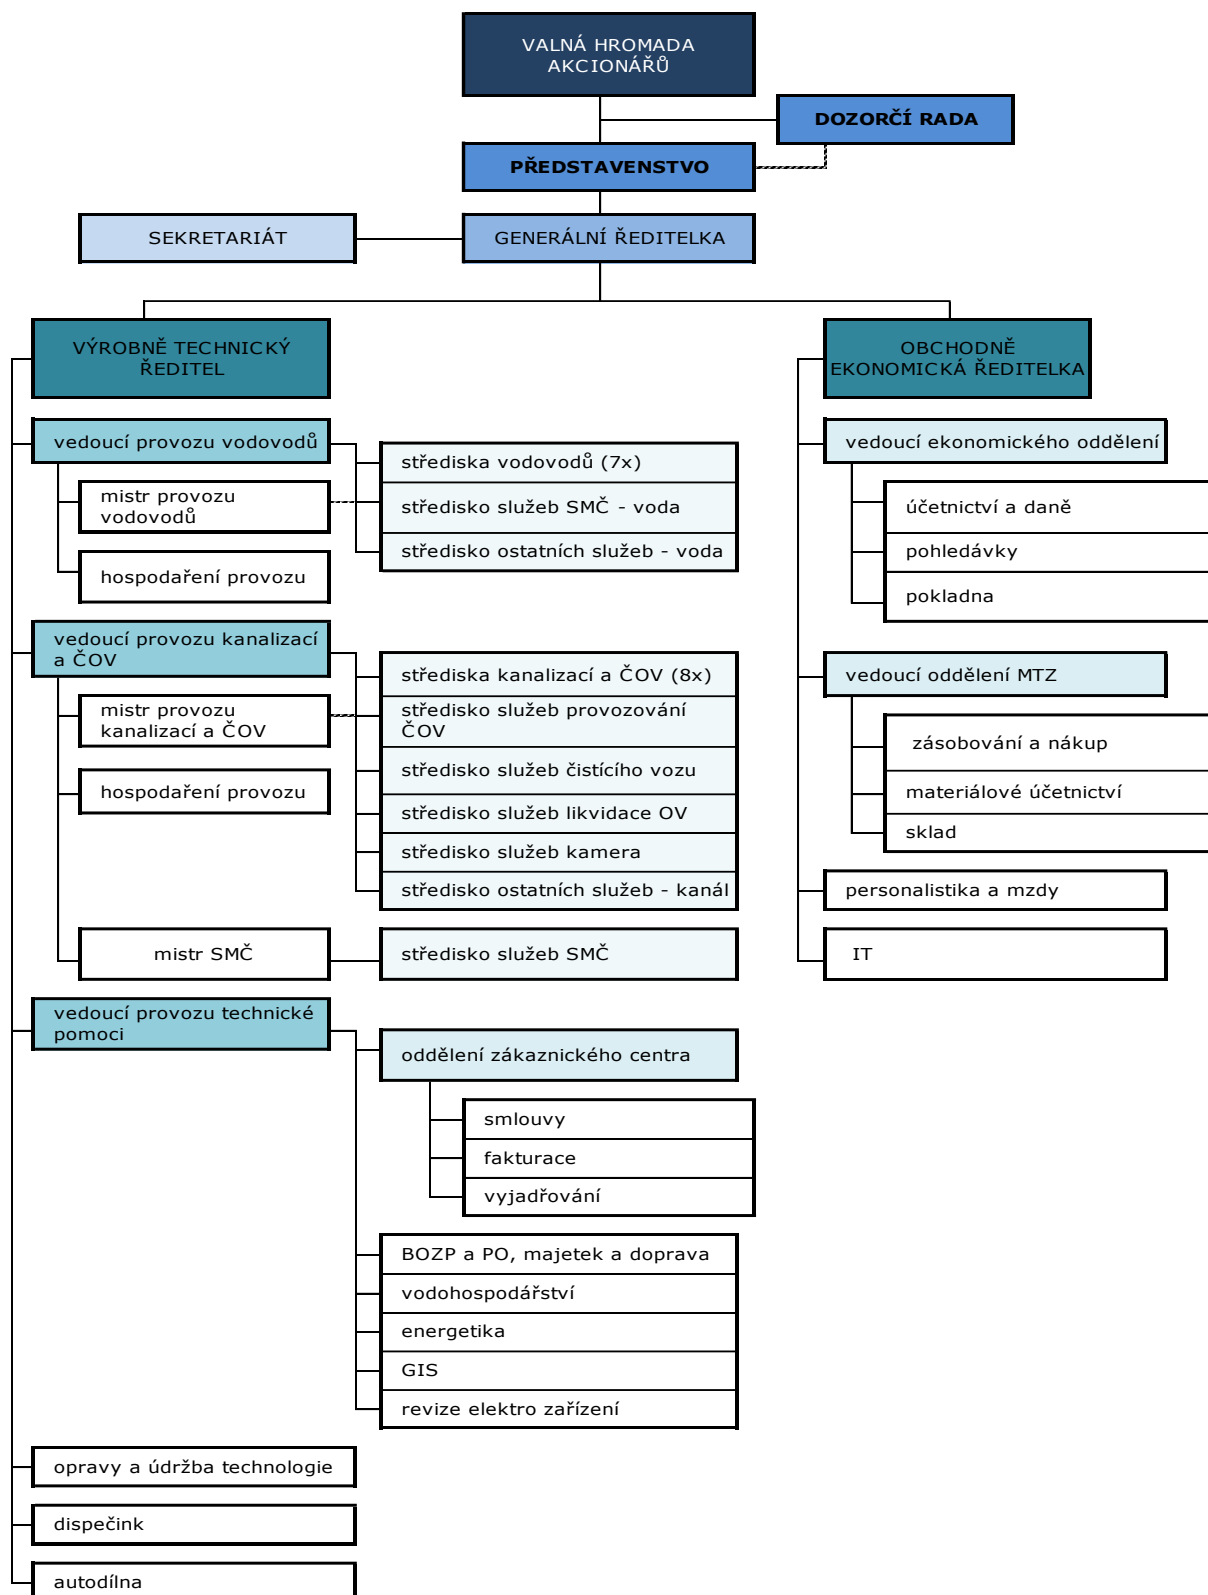 VALNÁ HROMADA
AKCIONÁŘŮ
DOZORČÍ RADA
PŘEDSTAVENSTVO
SEKRETARIÁT
GENERÁLNÍ ŘEDITELKA
VÝROBNĚ TECHNICKÝ
ŘEDITEL
OBCHODNĚ
EKONOMICKÁ ŘEDITELKA
vedoucí provozu vodovodů
střediska vodovodů (7x)
mistr provozu
vodovodů
středisko služeb SMČ - voda
středisko ostatních služeb - voda
hospodaření provozu
vedoucí ekonomického oddělení
účetnictví a daně
pohledávky
pokladna
vedoucí provozu kanalizací
a ČOV
střediska kanalizací a ČOV (8x)
mistr provozu
kanalizací a ČOV
středisko služeb provozování
ČOV
hospodaření provozu
středisko služeb čistícího vozu
středisko služeb likvidace OV
středisko služeb kamera
středisko ostatních služeb - kanál
mistr SMČ
středisko služeb SMČ
vedoucí oddělení MTZ
zásobování a nákup
materiálové účetnictví
sklad
personalistika a mzdy
IT
vedoucí provozu technické
pomoci
oddělení zákaznického centra
smlouvy
fakturace
vyjadřování
BOZP a PO, majetek a doprava
vodohospodářství
energetika
GIS
revize elektro zařízení
opravy a údržba technologie
dispečink
autodílna